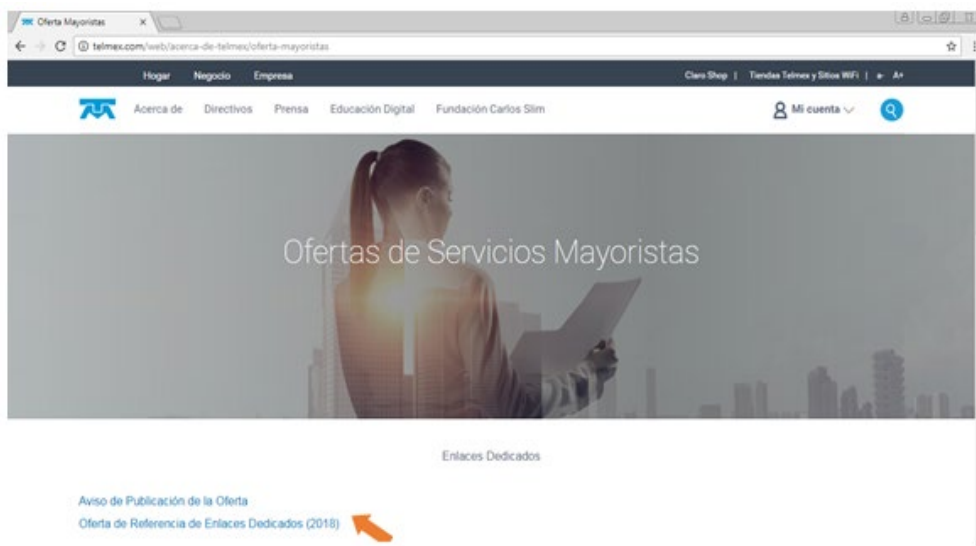 Oferta Mayoristas
telmex.com/web/acerca-de-telmex/oferta-mayoristas
Hogar Negocio Empresa Claro Shop | Tiendas Telmex y Sitios WiFi | a- A+
Acerca de Directivos Prensa Educación Digital Fundación Carlos Slim Mi cuenta
Ofertas de Servicios Mayoristas
Enlaces Dedicados
Aviso de Publicación de la Oferta
Oferta de Referencia de Enlaces Dedicados (2018)